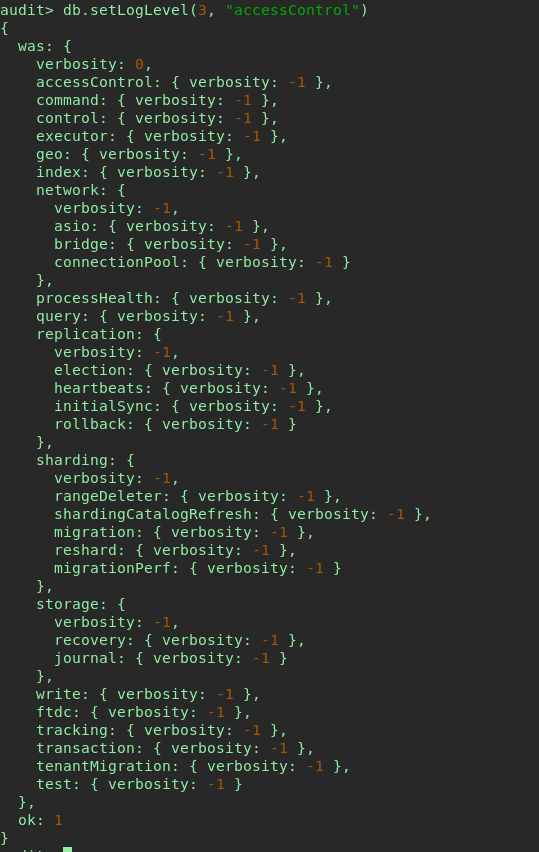 audit> db.setLogLevel(3, "accessControl")
{
  was: {
    verbosity: 0,
    accessControl: { verbosity: -1 },
    command: { verbosity: -1 },
    control: { verbosity: -1 },
    executor: { verbosity: -1 },
    geo: { verbosity: -1 },
    index: { verbosity: -1 },
    network: {
      verbosity: -1,
      asio: { verbosity: -1 },
      bridge: { verbosity: -1 },
      connectionPool: { verbosity: -1 }
    },
    processHealth: { verbosity: -1 },
    query: { verbosity: -1 },
    replication: {
      verbosity: -1,
      election: { verbosity: -1 },
      heartbeats: { verbosity: -1 },
      initialSync: { verbosity: -1 },
      rollback: { verbosity: -1 }
    },
    sharding: {
      verbosity: -1,
      rangeDeleter: { verbosity: -1 },
      shardingCatalogRefresh: { verbosity: -1 },
      migration: { verbosity: -1 },
      reshard: { verbosity: -1 },
      migrationPerf: { verbosity: -1 }
    },
    storage: {
      verbosity: -1,
      recovery: { verbosity: -1 },
      journal: { verbosity: -1 }
    },
    write: { verbosity: -1 },
    ftdc: { verbosity: -1 },
    tracking: { verbosity: -1 },
    transaction: { verbosity: -1 },
    tenantMigration: { verbosity: -1 },
    test: { verbosity: -1 }
  },
  ok: 1
}